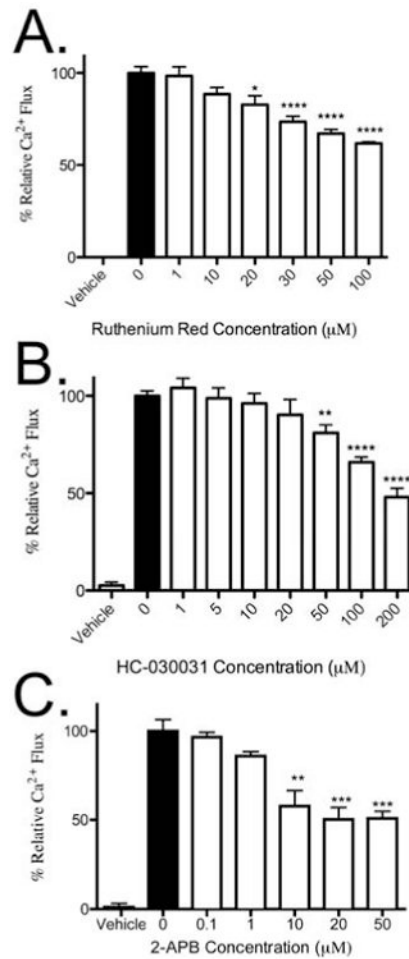 A.
% Relative Ca²⁺ Flux
100
50
0
* **** **** ****
Vehicle 0 1 10 20 30 50 100
Ruthenium Red Concentration (μM)
B.
% Relative Ca²⁺ Flux
100
50
0
** **** ****
Vehicle 0 1 5 10 20 50 100 200
HC-030031 Concentration (μM)
C.
% Relative Ca²⁺ Flux
100
50
0
** *** ***
Vehicle 0 0.1 1 10 20 50
2-APB Concentration (μM)